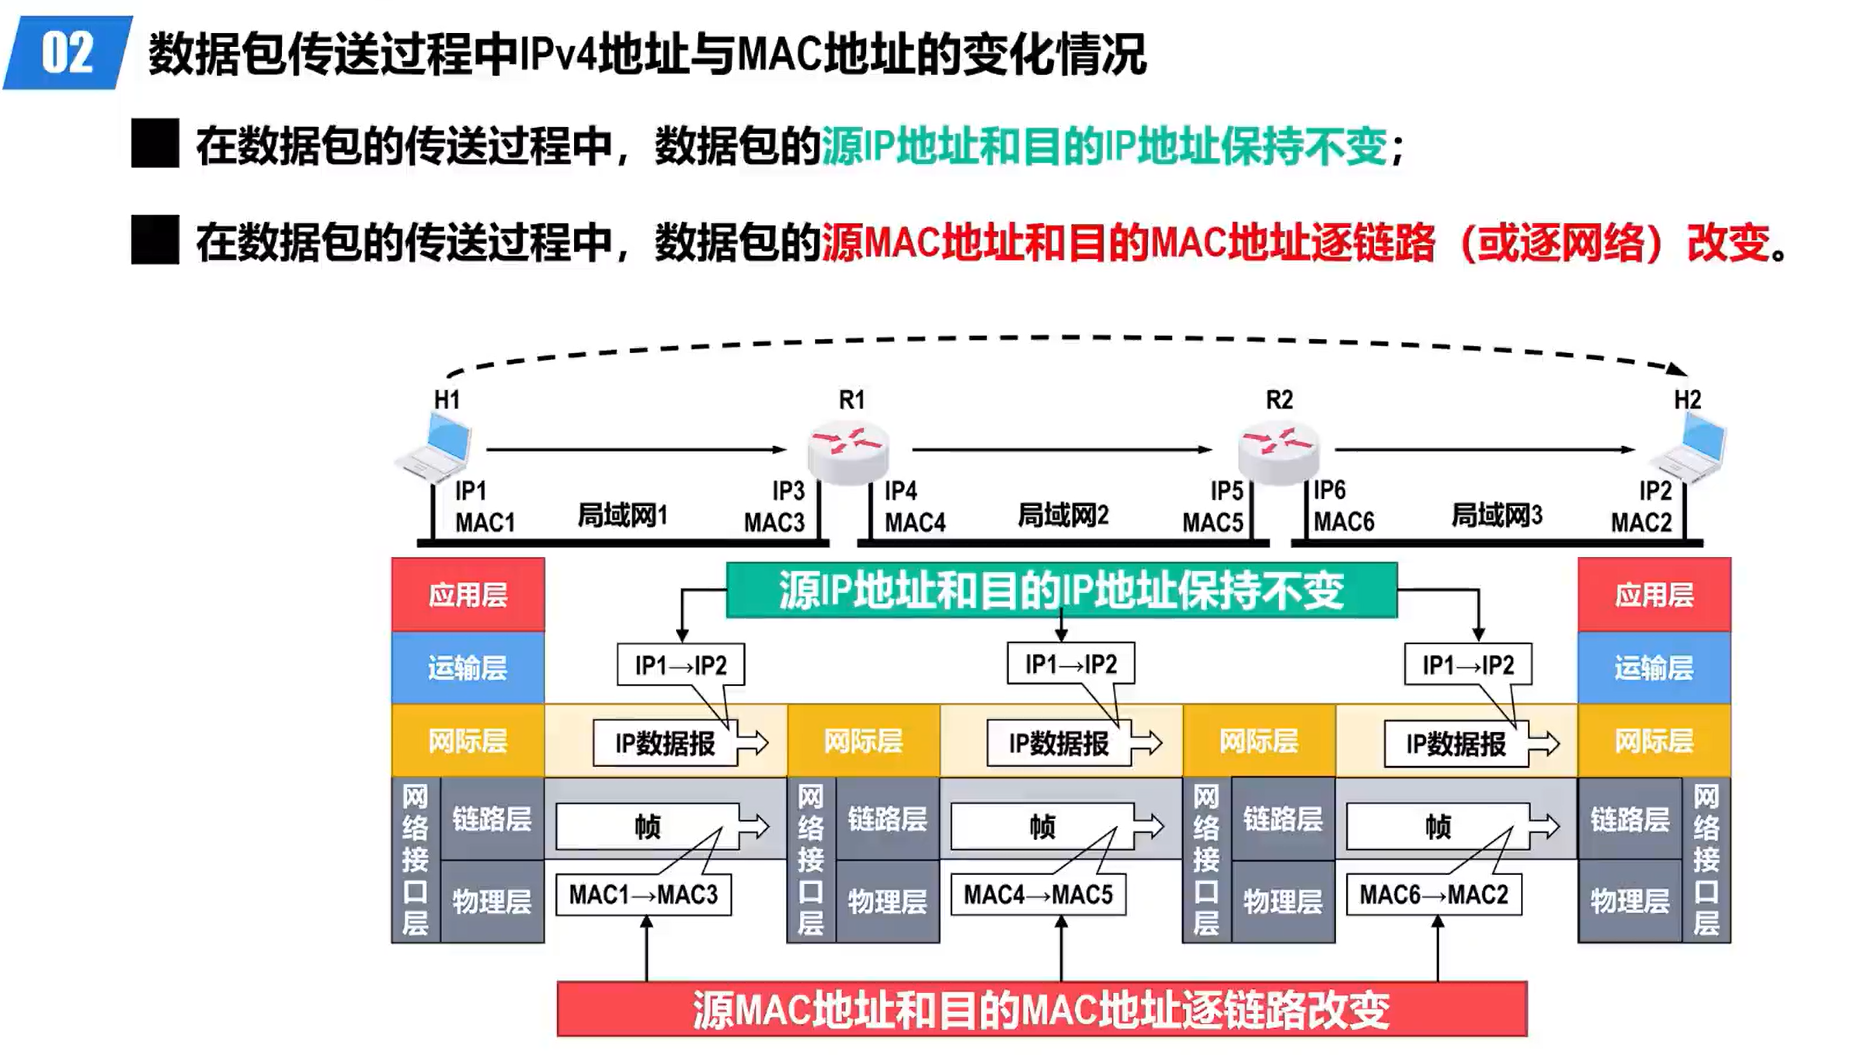 02 数据包传送过程中IPv4地址与MAC地址的变化情况
在数据包的传送过程中，数据包的源IP地址和目的IP地址保持不变；
在数据包的传送过程中，数据包的源MAC地址和目的MAC地址逐链路（或逐网络）改变。
H1 R1 R2 H2
IP1 IP3 IP4 IP5 IP6 IP2
MAC1 局域网1 MAC3 MAC4 局域网2 MAC5 MAC6 局域网3 MAC2
应用层 源IP地址和目的IP地址保持不变 应用层
运输层 IP1→IP2 IP1→IP2 IP1→IP2 运输层
网际层 IP数据报 网际层 IP数据报 网际层 IP数据报 网际层
网络接口层 链路层 帧 网络接口层 链路层 帧 网络接口层 链路层 帧 链路层 网络接口层
物理层 MAC1→MAC3 物理层 MAC4→MAC5 物理层 MAC6→MAC2 物理层
源MAC地址和目的MAC地址逐链路改变